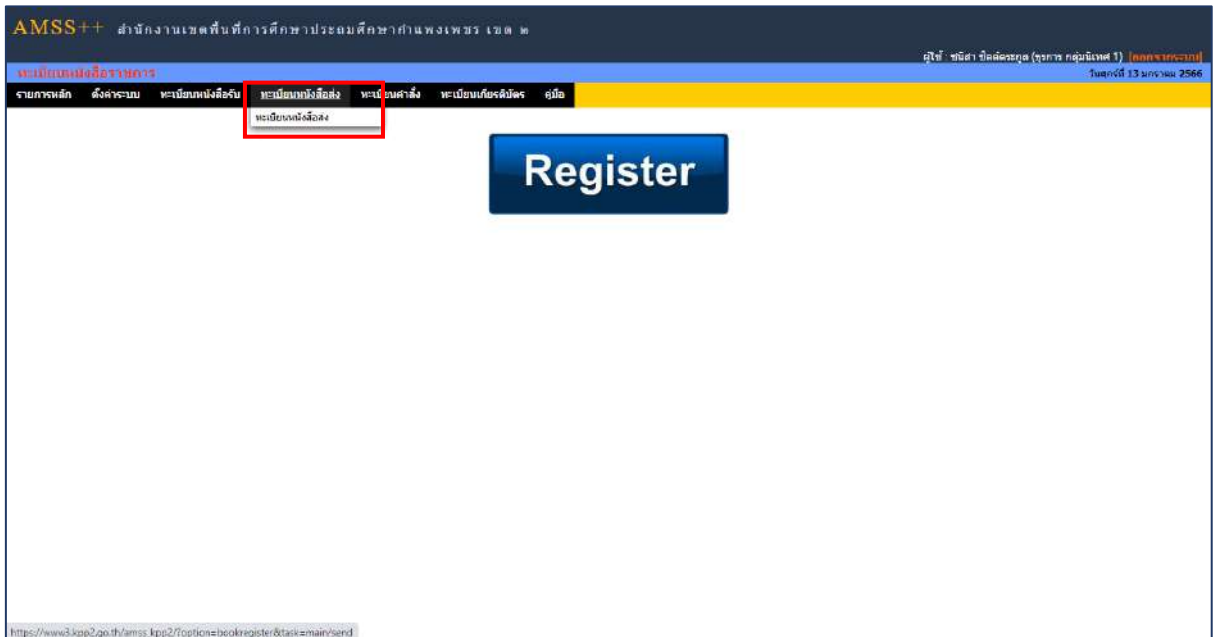 AMSS++ สำนักงานเขตพื้นที่การศึกษาประถมศึกษากำแพงเพชร เขต ๒
ผู้ใช้ : ชนิสา ปิลต์ตระกูล (ธุรการ กลุ่มนิเทศ 1) [ออกจากระบบ]
ทะเบียนหนังสือราชการ วันศุกร์ที่ 13 มกราคม 2566
รายการหลัก ตั้งค่าระบบ ทะเบียนหนังสือรับ ทะเบียนหนังสือส่ง ทะเบียนคำสั่ง ทะเบียนเกียรติบัตร คู่มือ
ทะเบียนหนังสือส่ง
Register
https://www3.kpp2.go.th/amss_kpp2/?option=bookregister&task=main/send